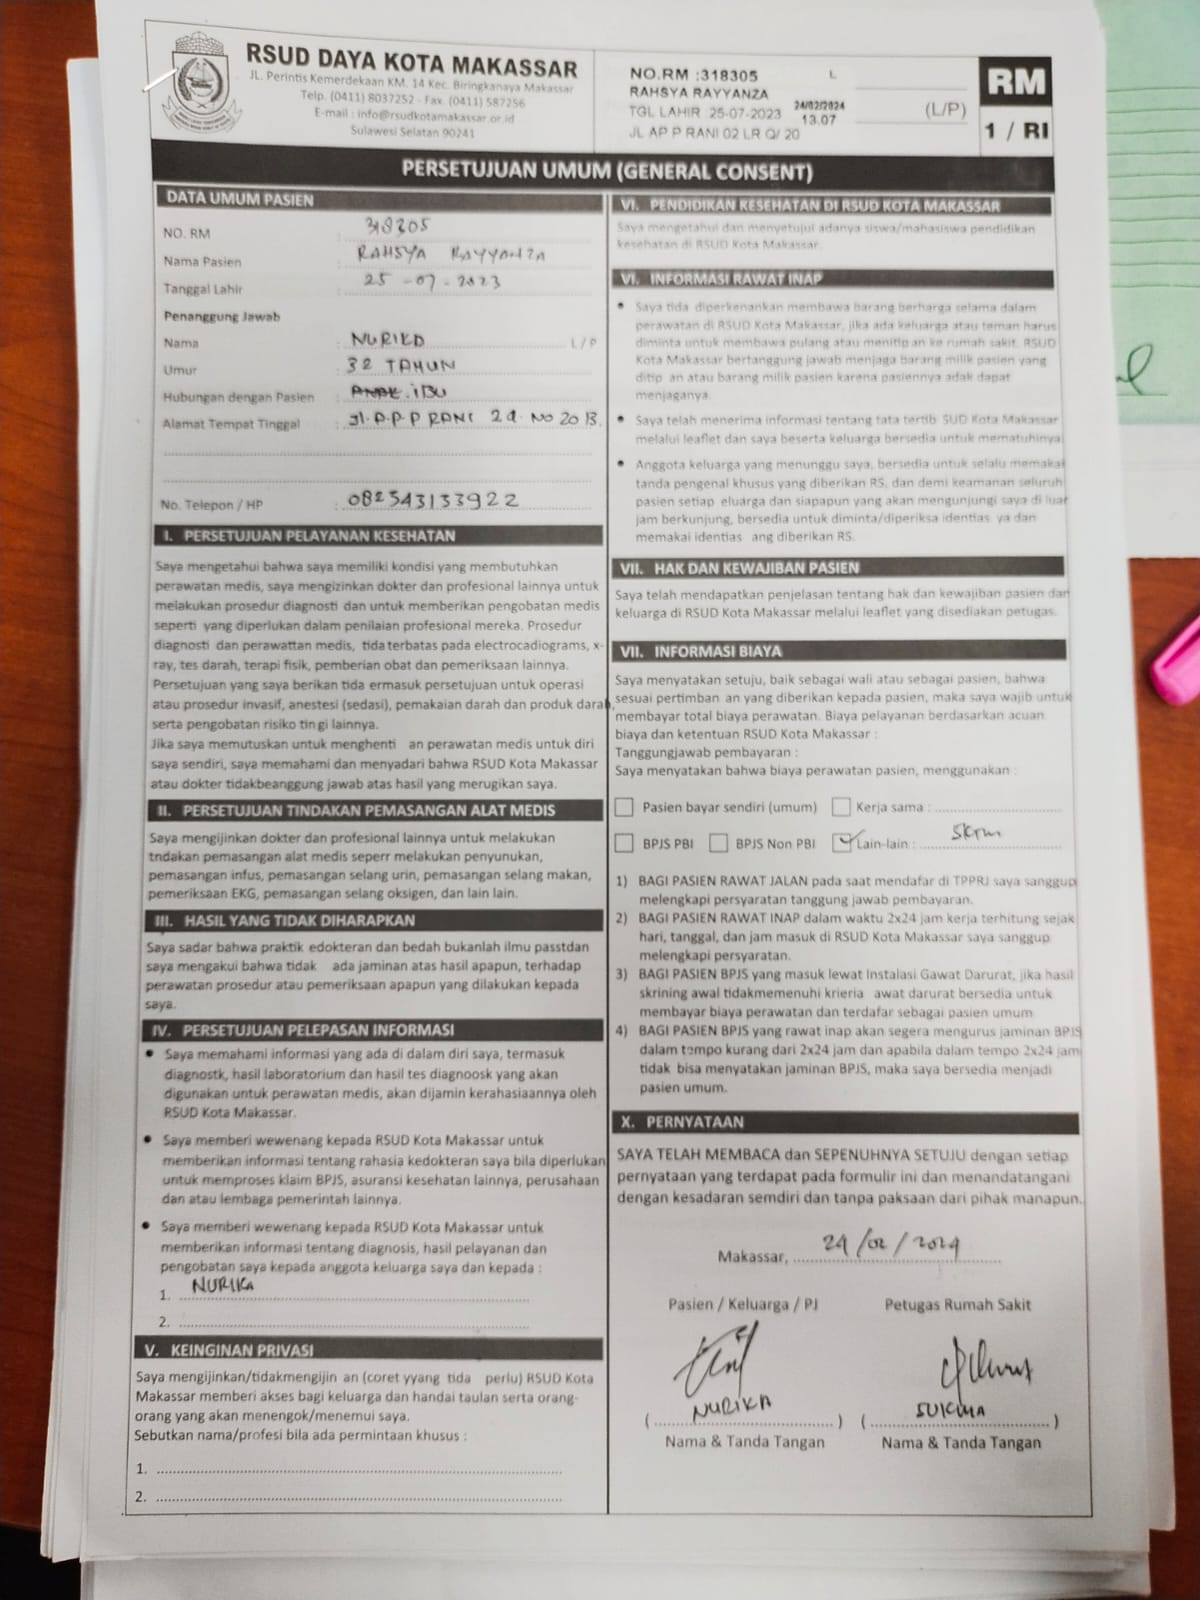 RSUD DAYA KOTA MAKASSAR
JL. Perintis Kemerdekaan KM. 14 Kec. Biringkanaya Makassar
Telp. (0411) 8037252 - Fax. (0411) 587256
E-mail : info@rsudkotamakassar.or.id
Sulawesi Selatan 90241
NO.RM :318305 L
RAHSYA RAYYANZA
TGL LAHIR 25-07-2023 24/02/2024 13.07
JL AP P RANI 02 LR Q/ 20
(L/P)
RM
1 / RI
PERSETUJUAN UMUM (GENERAL CONSENT)
DATA UMUM PASIEN
NO. RM 318305
Nama Pasien : RAHSYA RAYYANZA
Tanggal Lahir : 25-07-2023
Penanggung Jawab
Nama : NURIKA L/P
Umur : 32 TAHUN
Hubungan dengan Pasien : ANAK. IBU
Alamat Tempat Tinggal : Jl. A.P.P RANI 2d. NO 20 B.
No. Telepon / HP : 082343133922
I. PERSETUJUAN PELAYANAN KESEHATAN
Saya mengetahui bahwa saya memiliki kondisi yang membutuhkan
perawatan medis, saya mengizinkan dokter dan profesional lainnya untuk
melakukan prosedur diagnosti dan untuk memberikan pengobatan medis
seperti yang diperlukan dalam penilaian profesional mereka. Prosedur
diagnosti dan perawattan medis, tida terbatas pada electrocadiograms, x-
ray, tes darah, terapi fisik, pemberian obat dan pemeriksaan lainnya.
Persetujuan yang saya berikan tida ermasuk persetujuan untuk operasi
atau prosedur invasif, anestesi (sedasi), pemakaian darah dan produk darah,
serta pengobatan risiko tin gi lainnya.
Jika saya memutuskan untuk menghenti an perawatan medis untuk diri
saya sendiri, saya memahami dan menyadari bahwa RSUD Kota Makassar
atau dokter tidakbeanggung jawab atas hasil yang merugikan saya.
II. PERSETUJUAN TINDAKAN PEMASANGAN ALAT MEDIS
Saya mengijinkan dokter dan profesional lainnya untuk melakukan
tndakan pemasangan alat medis seperr melakukan penyunukan,
pemasangan infus, pemasangan selang urin, pemasangan selang makan,
pemeriksaan EKG, pemasangan selang oksigen, dan lain lain.
III. HASIL YANG TIDAK DIHARAPKAN
Saya sadar bahwa praktik edokteran dan bedah bukanlah ilmu passtdan
saya mengakui bahwa tidak ada jaminan atas hasil apapun, terhadap
perawatan prosedur atau pemeriksaan apapun yang dilakukan kepada
saya.
IV. PERSETUJUAN PELEPASAN INFORMASI
• Saya memahami informasi yang ada di dalam diri saya, termasuk
diagnostk, hasil laboratorium dan hasil tes diagnoosk yang akan
digunakan untuk perawatan medis, akan dijamin kerahasiaannya oleh
RSUD Kota Makassar.
• Saya memberi wewenang kepada RSUD Kota Makassar untuk
memberikan informasi tentang rahasia kedokteran saya bila diperlukan
untuk memproses klaim BPJS, asuransi kesehatan lainnya, perusahaan
dan atau lembaga pemerintah lainnya.
• Saya memberi wewenang kepada RSUD Kota Makassar untuk
memberikan informasi tentang diagnosis, hasil pelayanan dan
pengobatan saya kepada anggota keluarga saya dan kepada :
1. NURIKA
2.
V. KEINGINAN PRIVASI
Saya mengijinkan/tidakmengijin an (coret yyang tida perlu) RSUD Kota
Makassar memberi akses bagi keluarga dan handai taulan serta orang-
orang yang akan menengok/menemui saya.
Sebutkan nama/profesi bila ada permintaan khusus :
1.
2.
VI. PENDIDIKAN KESEHATAN DI RSUD KOTA MAKASSAR
Saya mengetahui dan menyetujui adanya siswa/mahasiswa pendidikan
kesehatan di RSUD Kota Makassar.
VI. INFORMASI RAWAT INAP
• Saya tida diperkenankan membawa barang berharga selama dalam
perawatan di RSUD Kota Makassar, jika ada keluarga atau teman harus
diminta untuk membawa pulang atau menitip an ke rumah sakit. RSUD
Kota Makassar bertanggung jawab menjaga barang milik pasien yang
ditip an atau barang milik pasien karena pasiennya adak dapat
menjaganya.
• Saya telah menerima informasi tentang tata tertib SUD Kota Makassar
melalui leaflet dan saya beserta keluarga bersedia untuk mematuhinya
• Anggota keluarga yang menunggu saya, bersedia untuk selalu memakai
tanda pengenal khusus yang diberikan RS, dan demi keamanan seluruh
pasien setiap eluarga dan siapapun yang akan mengunjungi saya di luar
jam berkunjung, bersedia untuk diminta/diperiksa identias ya dan
memakai identias ang diberikan RS.
VII. HAK DAN KEWAJIBAN PASIEN
Saya telah mendapatkan penjelasan tentang hak dan kewajiban pasien dan
keluarga di RSUD Kota Makassar melalui leaflet yang disediakan petugas.
VII. INFORMASI BIAYA
Saya menyatakan setuju, baik sebagai wali atau sebagai pasien, bahwa
sesuai pertimban an yang diberikan kepada pasien, maka saya wajib untuk
membayar total biaya perawatan. Biaya pelayanan berdasarkan acuan
biaya dan ketentuan RSUD Kota Makassar :
Tanggungjawab pembayaran :
Saya menyatakan bahwa biaya perawatan pasien, menggunakan :
Pasien bayar sendiri (umum) Kerja sama :
BPJS PBI BPJS Non PBI Lain-lain : Sktm
1) BAGI PASIEN RAWAT JALAN pada saat mendafar di TPPRJ saya sanggup
melengkapi persyaratan tanggung jawab pembayaran.
2) BAGI PASIEN RAWAT INAP dalam waktu 2x24 jam kerja terhitung sejak
hari, tanggal, dan jam masuk di RSUD Kota Makassar saya sanggup
melengkapi persyaratan.
3) BAGI PASIEN BPJS yang masuk lewat Instalasi Gawat Darurat, jika hasil
skrining awal tidakmemenuhi krieria awat darurat bersedia untuk
membayar biaya perawatan dan terdafar sebagai pasien umum
4) BAGI PASIEN BPJS yang rawat inap akan segera mengurus jaminan BPJS
dalam tempo kurang dari 2x24 jam dan apabila dalam tempo 2x24 jam
tidak bisa menyatakan jaminan BPJS, maka saya bersedia menjadi
pasien umum.
X. PERNYATAAN
SAYA TELAH MEMBACA dan SEPENUHNYA SETUJU dengan setiap
pernyataan yang terdapat pada formulir ini dan menandatangani
dengan kesadaran semdiri dan tanpa paksaan dari pihak manapun.
Makassar, 24/02/2024
Pasien / Keluarga / PJ Petugas Rumah Sakit
(NURIKA) (SUKMA)
Nama & Tanda Tangan Nama & Tanda Tangan